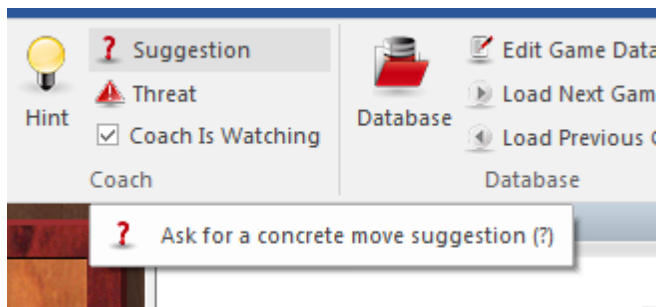 Suggestion
Threat
Coach Is Watching
Hint
Coach
Edit Game Data
Load Next Gam
Load Previous
Database
Database
? Ask for a concrete move suggestion (?)